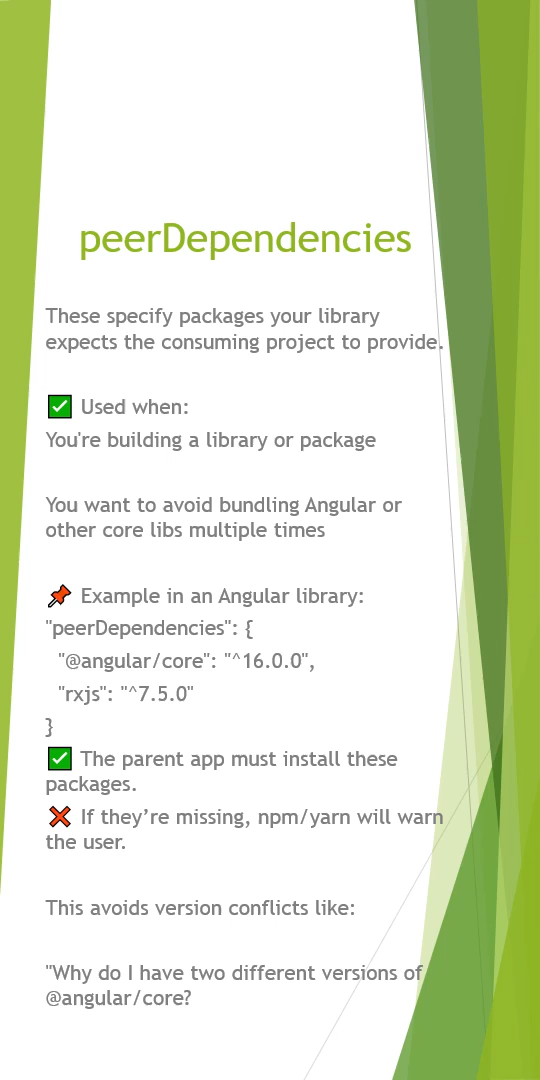 peerDependencies
These specify packages your library
expects the consuming project to provide.
✅ Used when:
You're building a library or package
You want to avoid bundling Angular or
other core libs multiple times
📌 Example in an Angular library:
"peerDependencies": {
  "@angular/core": "^16.0.0",
  "rxjs": "^7.5.0"
}
✅ The parent app must install these
packages.
❌ If they’re missing, npm/yarn will warn
the user.
This avoids version conflicts like:
"Why do I have two different versions of
@angular/core?